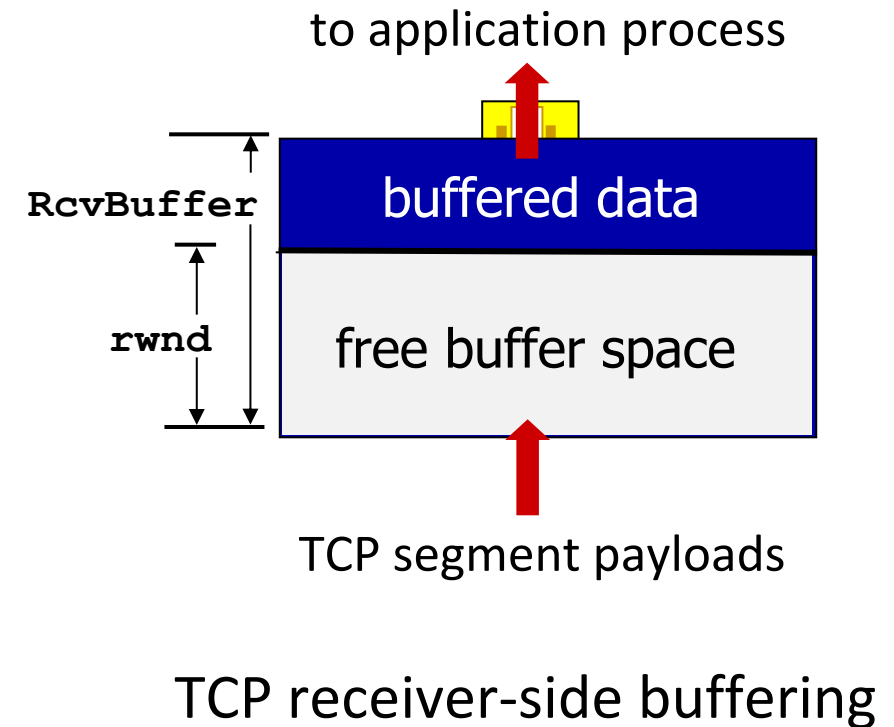 to application process
buffered data
RcvBuffer
rwnd
free buffer space
TCP segment payloads
TCP receiver-side buffering